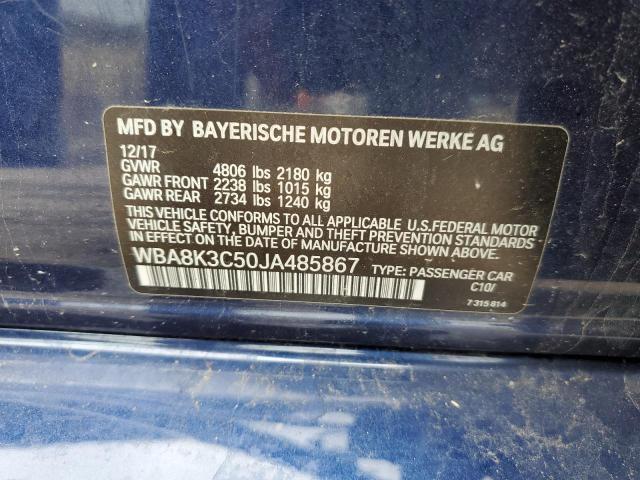 MFD BY BAYERISCHE MOTOREN WERKE AG
12/17
GVWR 4806 lbs 2180 kg
GAWR FRONT 2238 lbs 1015 kg
GAWR REAR 2734 lbs 1240 kg
THIS VEHICLE CONFORMS TO ALL APPLICABLE U.S.FEDERAL MOTOR
VEHICLE SAFETY, BUMPER AND THEFT PREVENTION STANDARDS
IN EFFECT ON THE DATE OF MANUFACTURE SHOWN ABOVE.
WBA8K3C50JA485867 TYPE: PASSENGER CAR
C10/
7 315 814